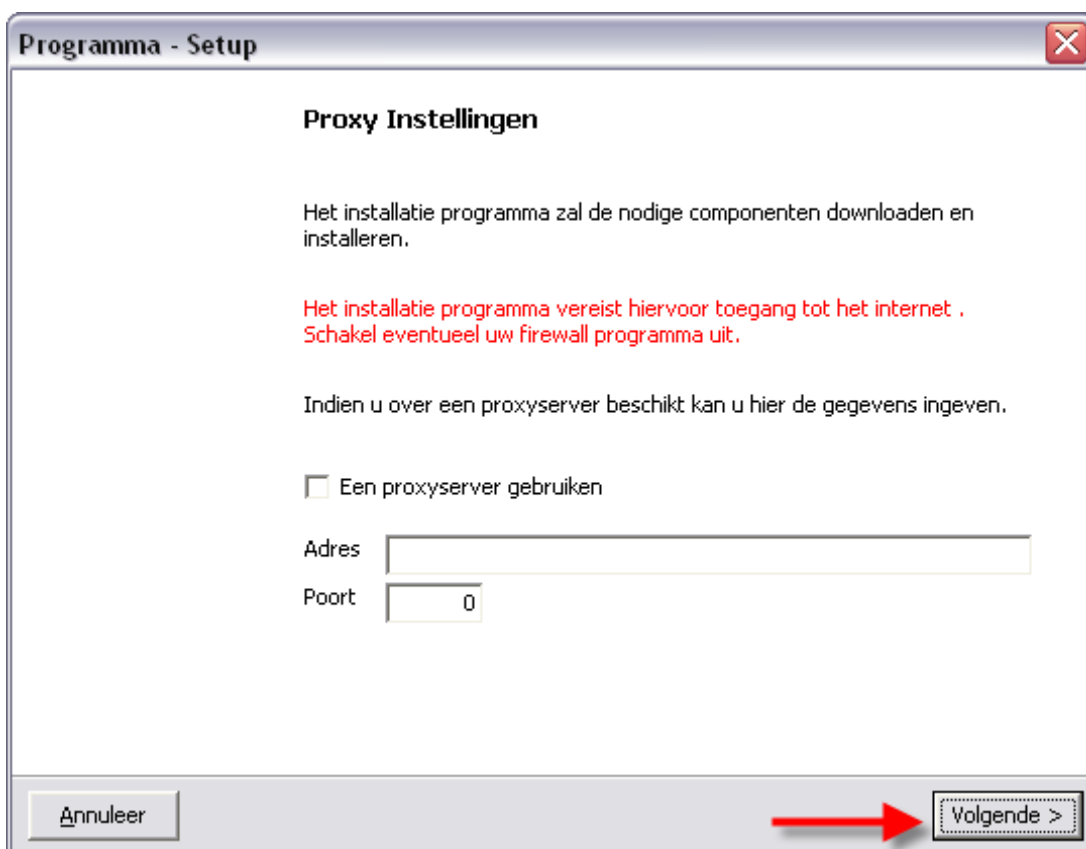 Programma - Setup
Proxy Instellingen
Het installatie programma zal de nodige componenten downloaden en
installeren.
Het installatie programma vereist hiervoor toegang tot het internet .
Schakel eventueel uw firewall programma uit.
Indien u over een proxyserver beschikt kan u hier de gegevens ingeven.
Een proxyserver gebruiken
Adres
Poort 0
Annuleer Volgende >